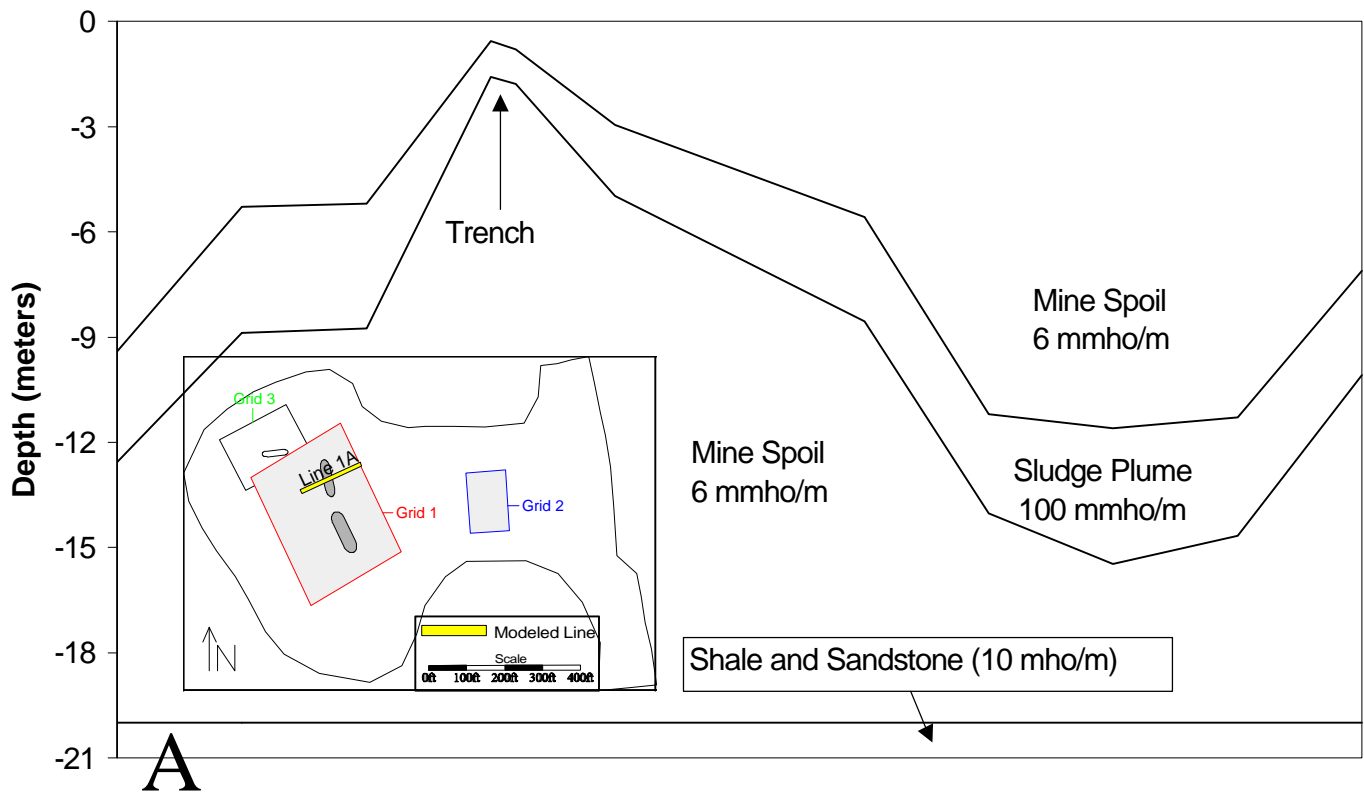 0
-3
-6
-9
-12
-15
-18
-21
Depth (meters)
Trench
Mine Spoil
6 mmho/m
Mine Spoil
6 mmho/m
Sludge Plume
100 mmho/m
Shale and Sandstone (10 mho/m)
Grid 3
Line 1A
Grid 1
Grid 2
N
Modeled Line
Scale
0ft 100ft 200ft 300ft 400ft
A